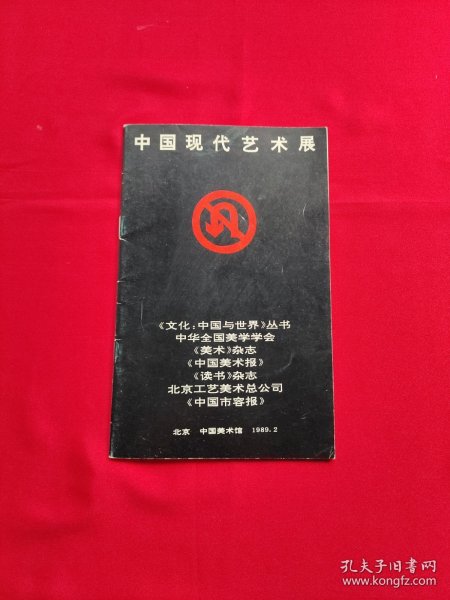 中国现代艺术展
《文化：中国与世界》丛书
中华全国美学学会
《美术》杂志
《中国美术报》
《读书》杂志
北京工艺美术总公司
《中国市容报》
北京 中国美术馆 1989.2
孔夫子旧书网
www.kongfz.com